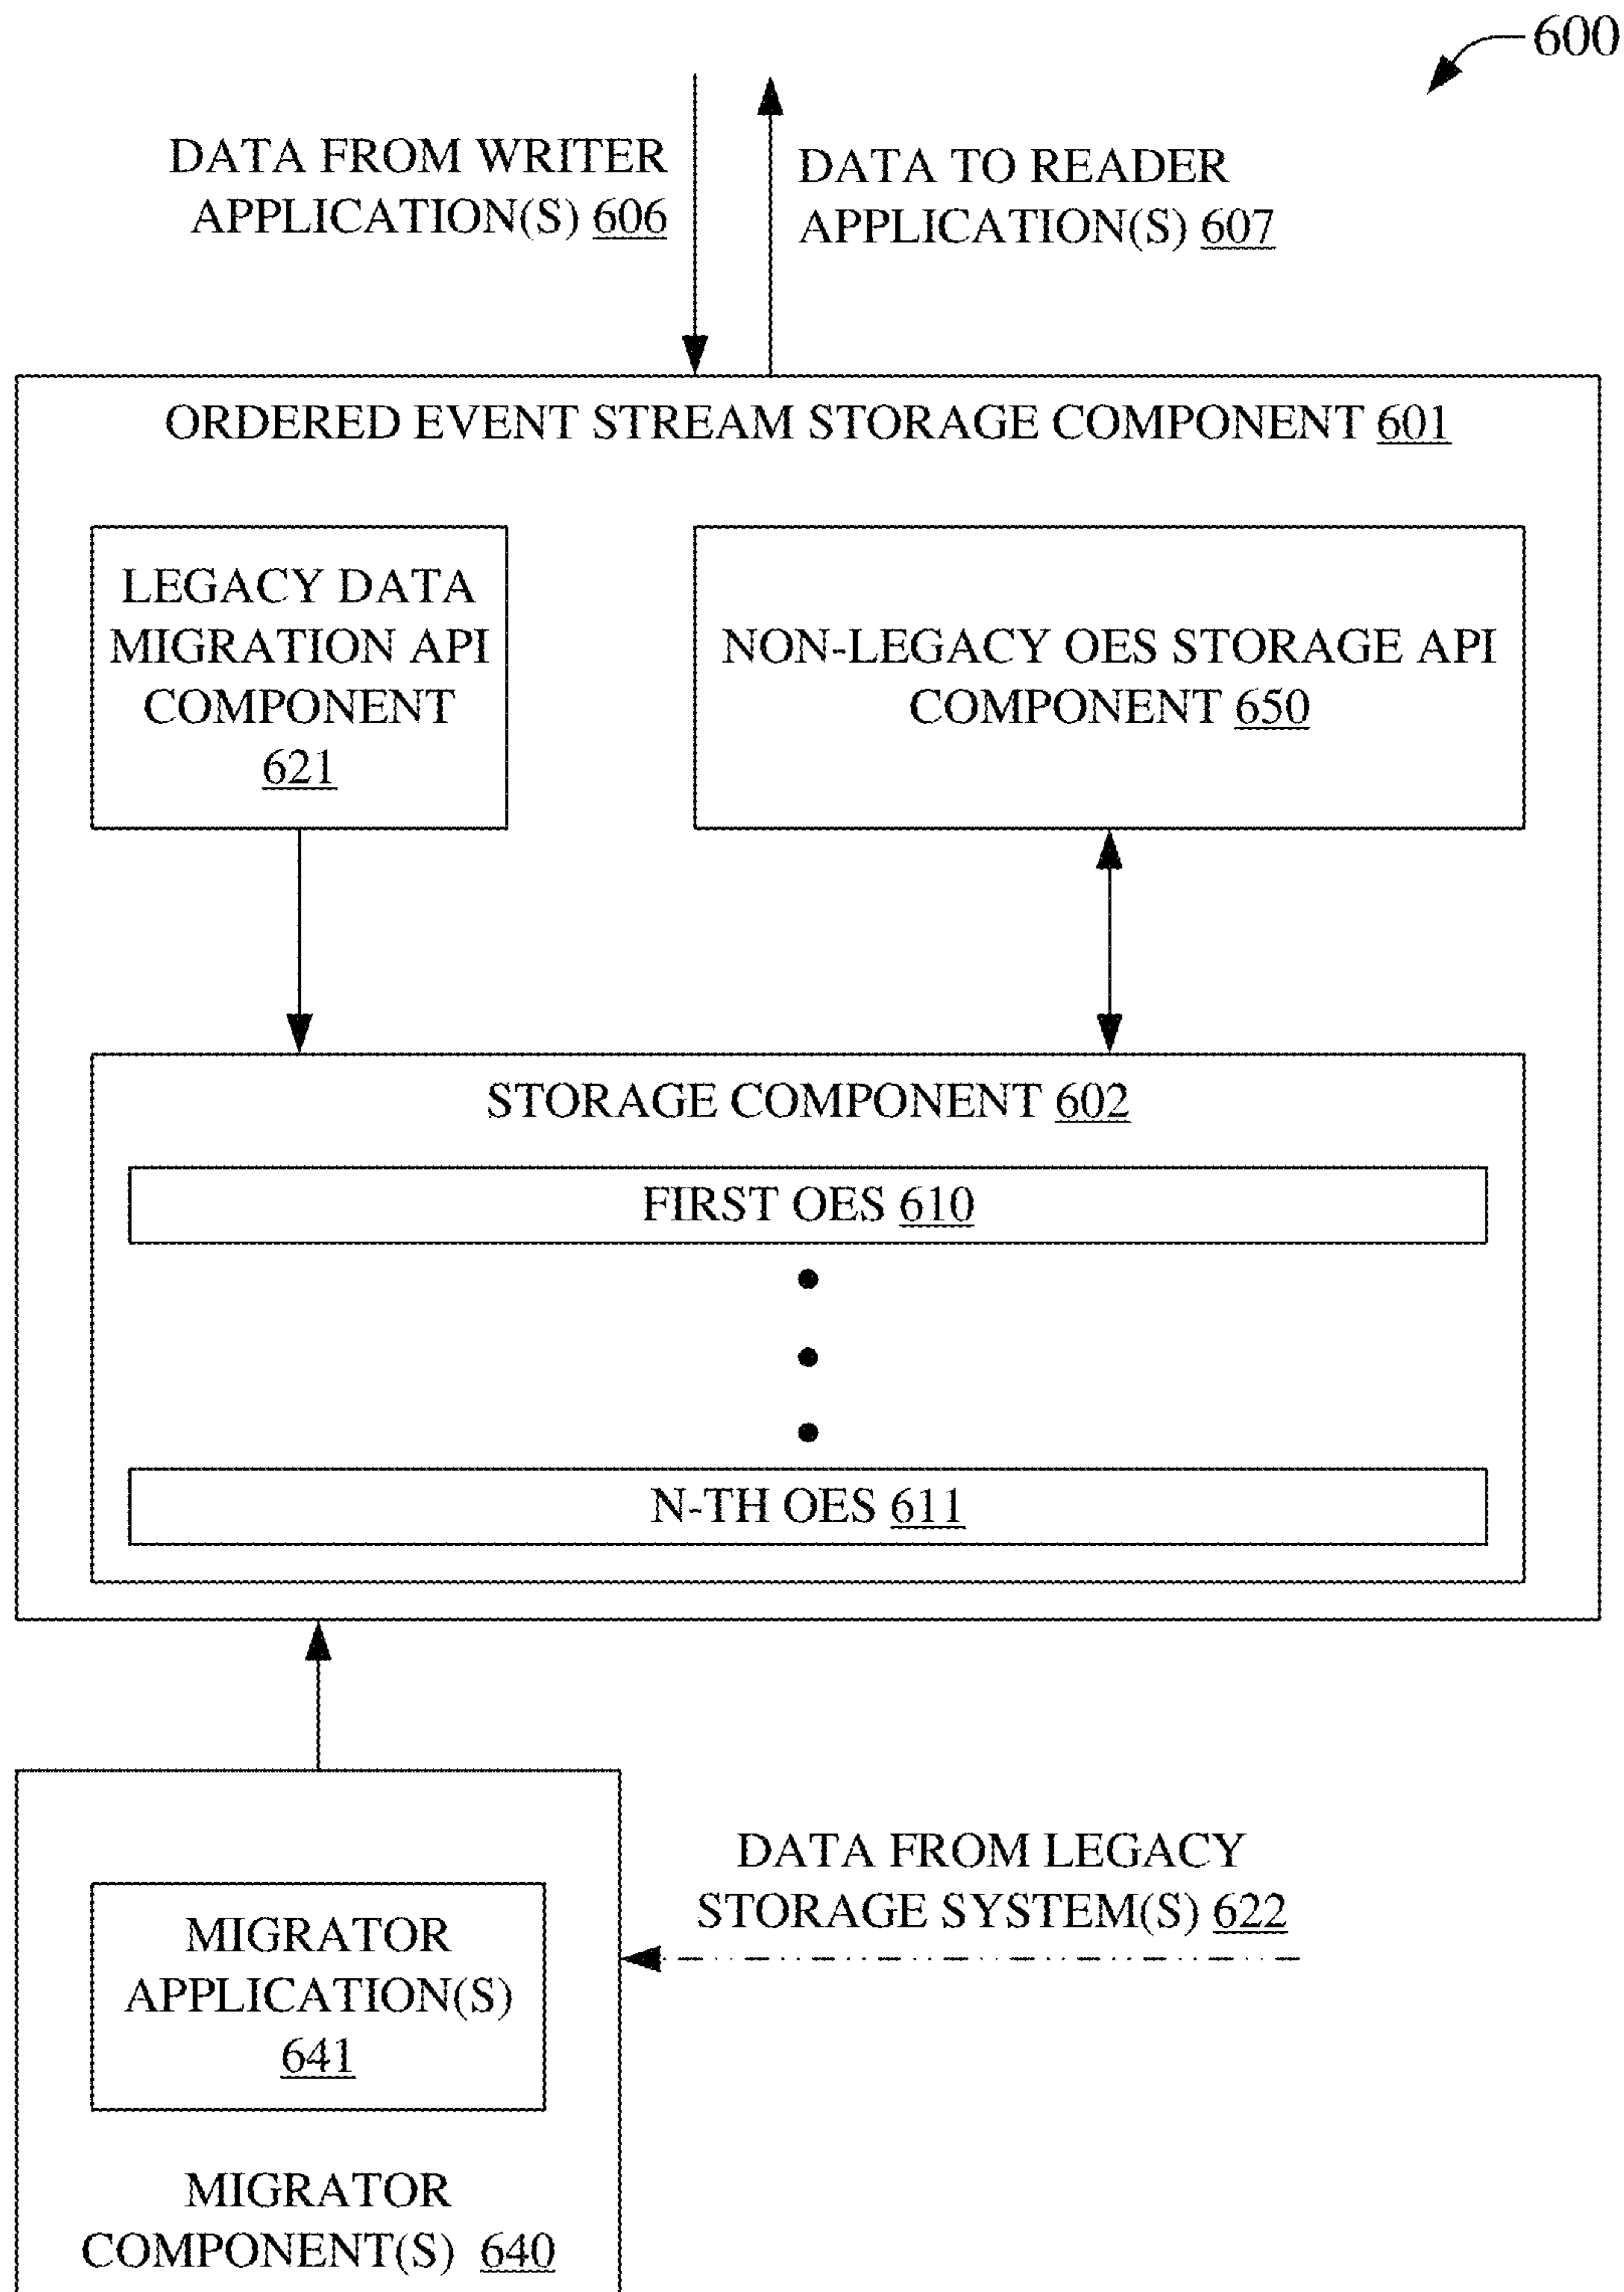 600
DATA FROM WRITER
APPLICATION(S) 606
DATA TO READER
APPLICATION(S) 607
ORDERED EVENT STREAM STORAGE COMPONENT 601
LEGACY DATA
MIGRATION API
COMPONENT
621
NON-LEGACY OES STORAGE API
COMPONENT 650
STORAGE COMPONENT 602
FIRST OES 610
N-TH OES 611
DATA FROM LEGACY
STORAGE SYSTEM(S) 622
MIGRATOR
APPLICATION(S)
641
MIGRATOR
COMPONENT(S) 640